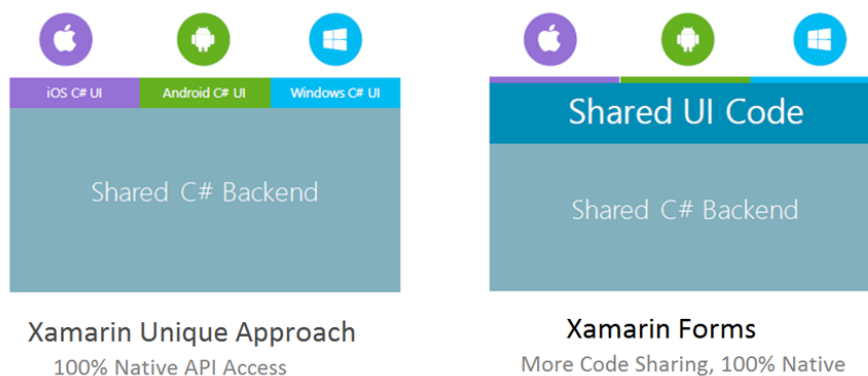 iOS C# UI
Android C# UI
Windows C# UI
Shared C# Backend
Xamarin Unique Approach
100% Native API Access
Shared UI Code
Shared C# Backend
Xamarin Forms
More Code Sharing, 100% Native